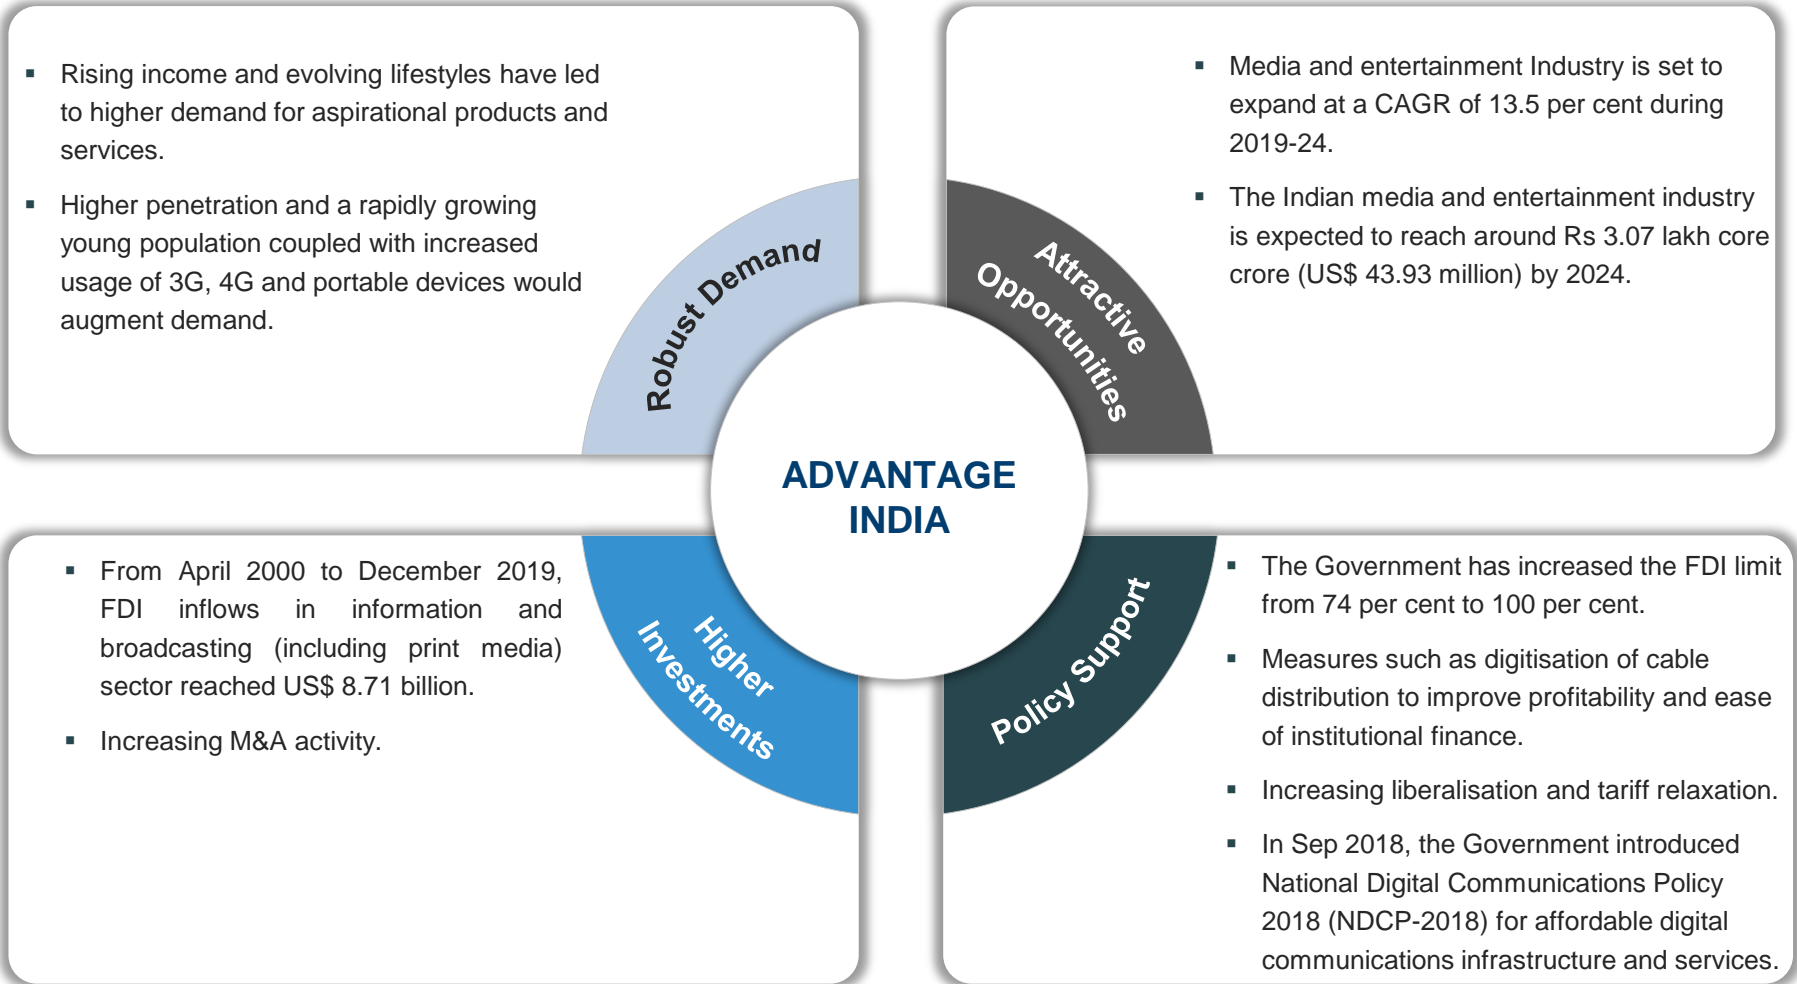 ▪ Rising income and evolving lifestyles have led
to higher demand for aspirational products and
services.
▪ Higher penetration and a rapidly growing
young population coupled with increased
usage of 3G, 4G and portable devices would
augment demand.
Robust Demand
▪ Media and entertainment Industry is set to
expand at a CAGR of 13.5 per cent during
2019-24.
▪ The Indian media and entertainment industry
is expected to reach around Rs 3.07 lakh core
crore (US$ 43.93 million) by 2024.
Attractive
Opportunities
ADVANTAGE
INDIA
▪ From April 2000 to December 2019,
FDI inflows in information and
broadcasting (including print media)
sector reached US$ 8.71 billion.
▪ Increasing M&A activity.
Higher
Investments
▪ The Government has increased the FDI limit
from 74 per cent to 100 per cent.
▪ Measures such as digitisation of cable
distribution to improve profitability and ease
of institutional finance.
▪ Increasing liberalisation and tariff relaxation.
▪ In Sep 2018, the Government introduced
National Digital Communications Policy
2018 (NDCP-2018) for affordable digital
communications infrastructure and services.
Policy Support